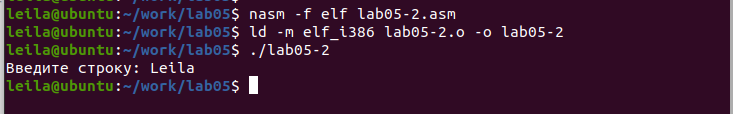 leila@ubuntu:~/work/lab05$ nasm -f elf lab05-2.asm
leila@ubuntu:~/work/lab05$ ld -m elf_i386 lab05-2.o -o lab05-2
leila@ubuntu:~/work/lab05$ ./lab05-2
Введите строку: Leila
leila@ubuntu:~/work/lab05$